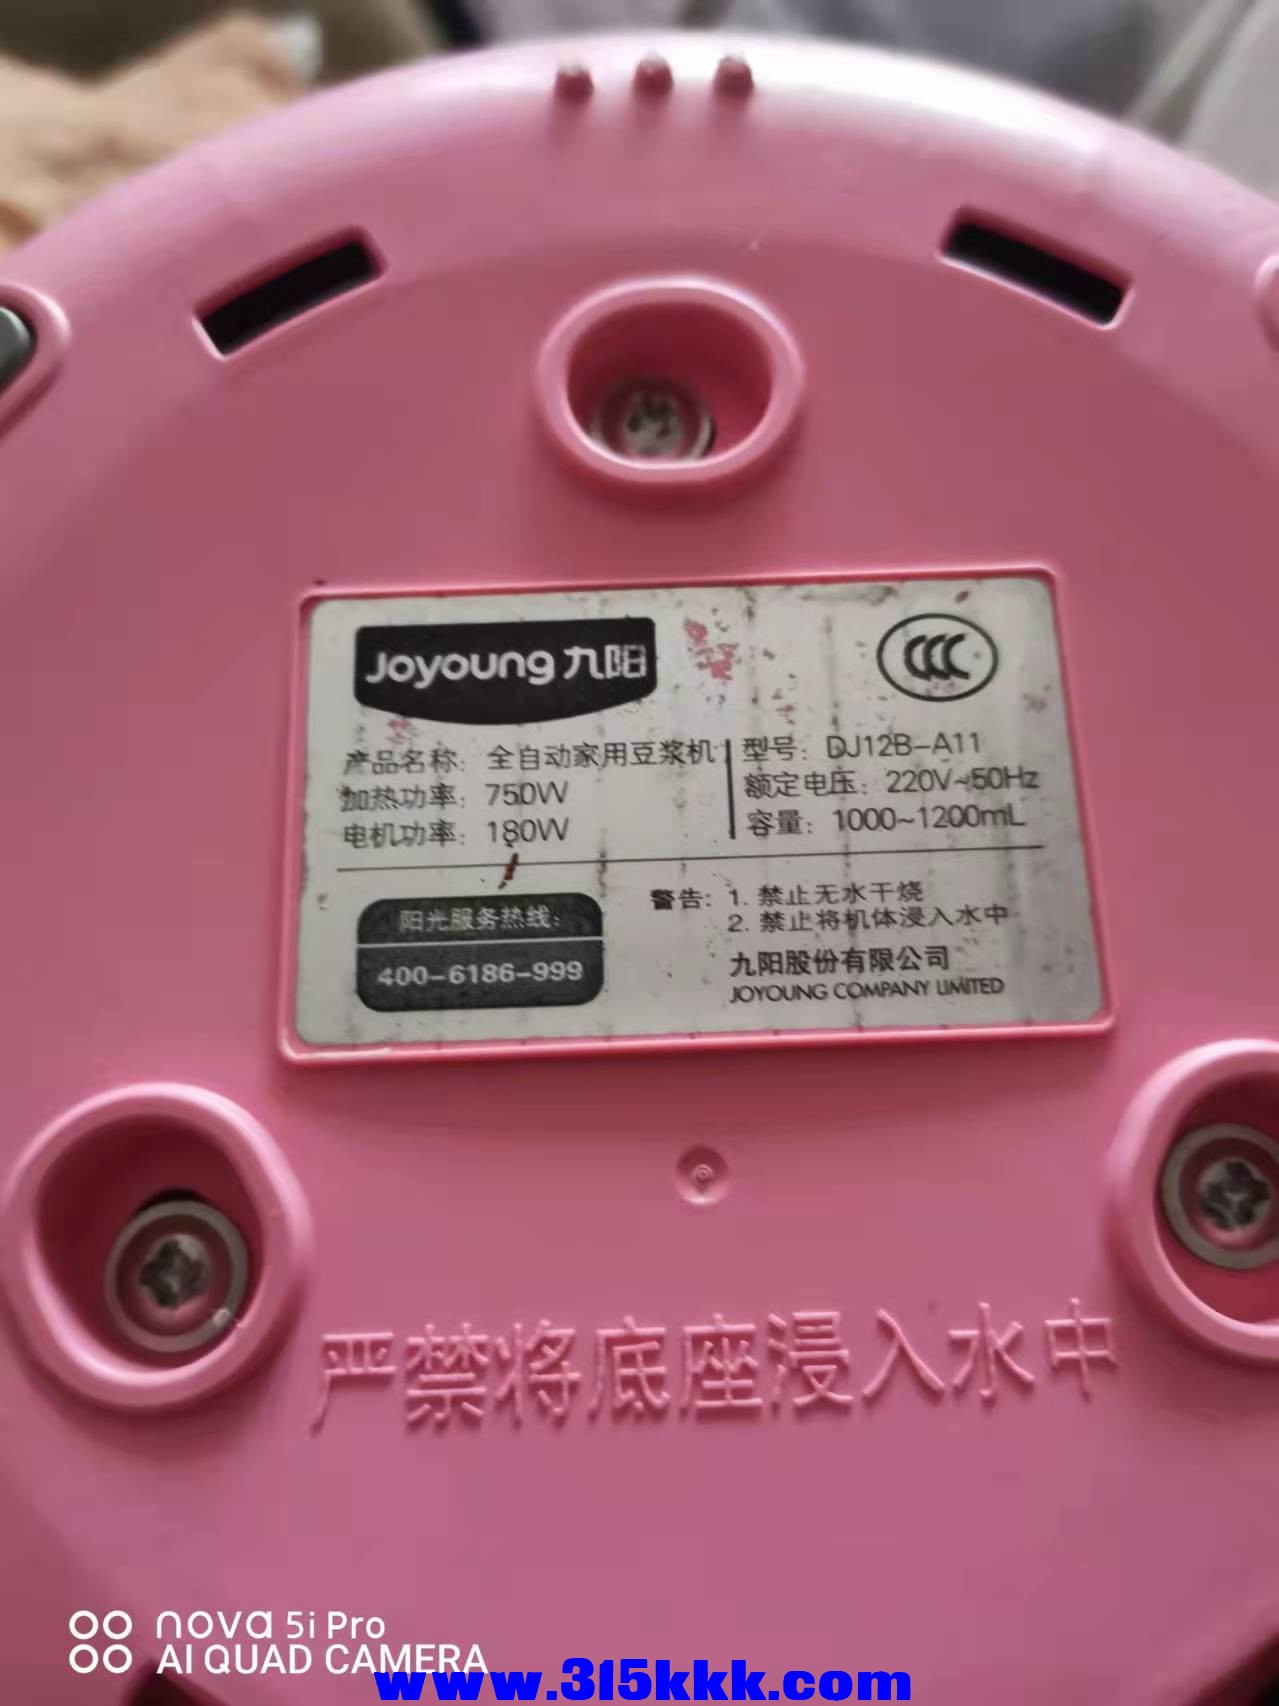 Joyoung 九阳
CCC
产品名称：全自动家用豆浆机
型号：DJ12B-A11
加热功率：750W
额定电压：220V~50Hz
电机功率：180W
容量：1000~1200mL
警告：1. 禁止无水干烧
2. 禁止将机体浸入水中
阳光服务热线：
400-6186-999
九阳股份有限公司
JOYOUNG COMPANY LIMITED
严禁将底座浸入水中
nova 5i Pro
AI QUAD CAMERA
www.315kkk.com